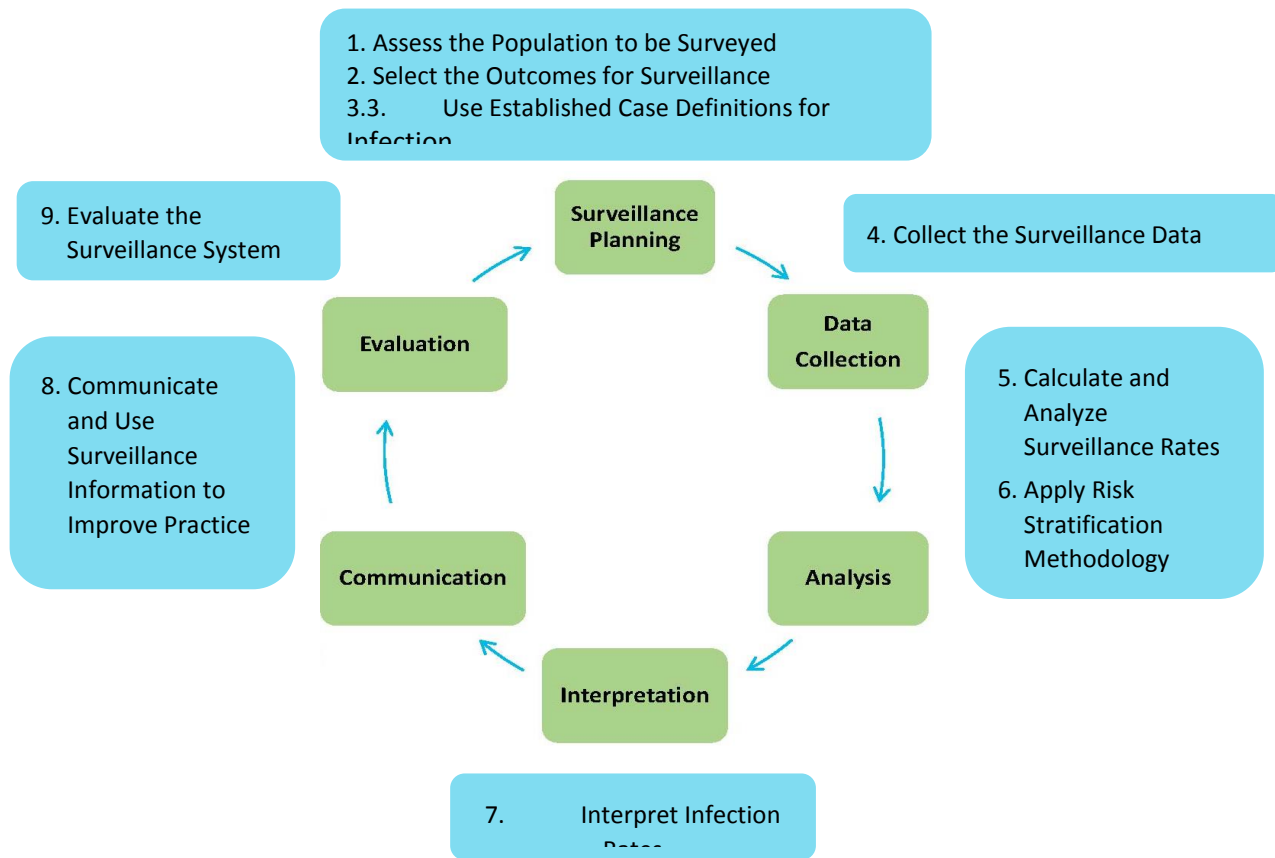 1. Assess the Population to be Surveyed
2. Select the Outcomes for Surveillance
3.3. Use Established Case Definitions for
Infection
9. Evaluate the
Surveillance System
Surveillance
Planning
4. Collect the Surveillance Data
Evaluation
Data
Collection
8. Communicate
and Use
Surveillance
Information to
Improve Practice
5. Calculate and
Analyze
Surveillance Rates
6. Apply Risk
Stratification
Methodology
Communication
Analysis
Interpretation
7. Interpret Infection
Rates